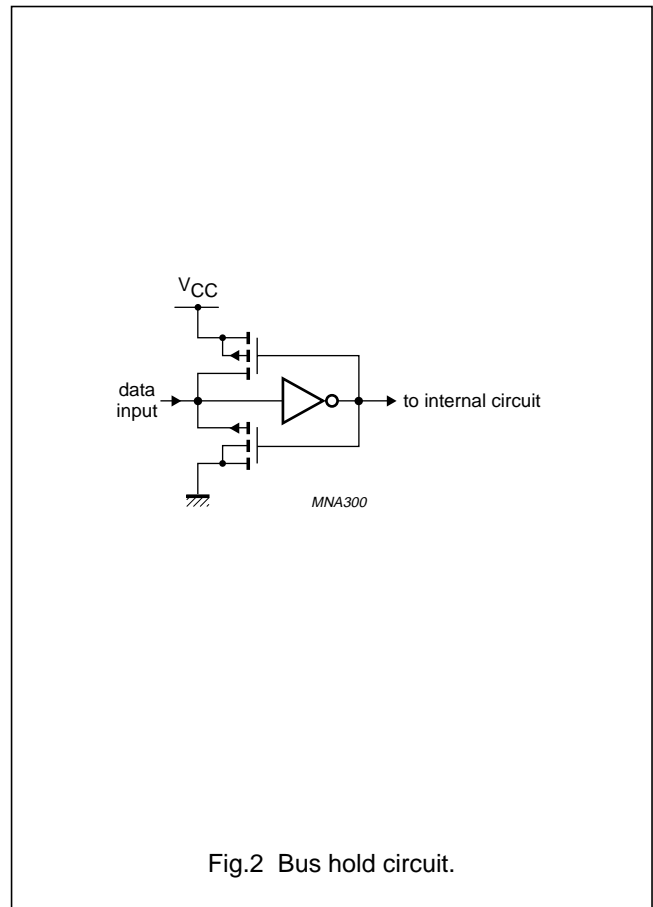 VCC
data
input
to internal circuit
MNA300
Fig.2 Bus hold circuit.